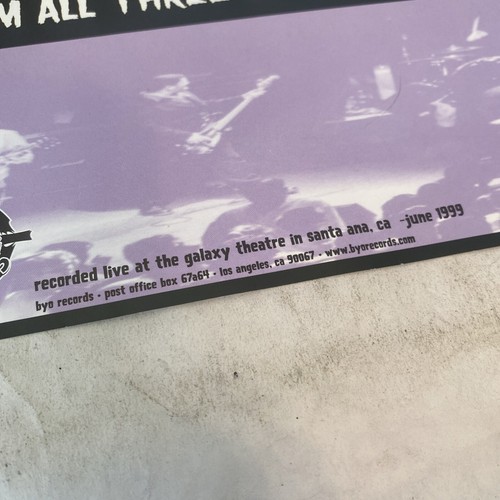 M ALL THREE
recorded live at the galaxy theatre in santa ana, ca -june 1999
byo records • post office box 67a64 • los angeles, ca 90067 • www.byorecords.com